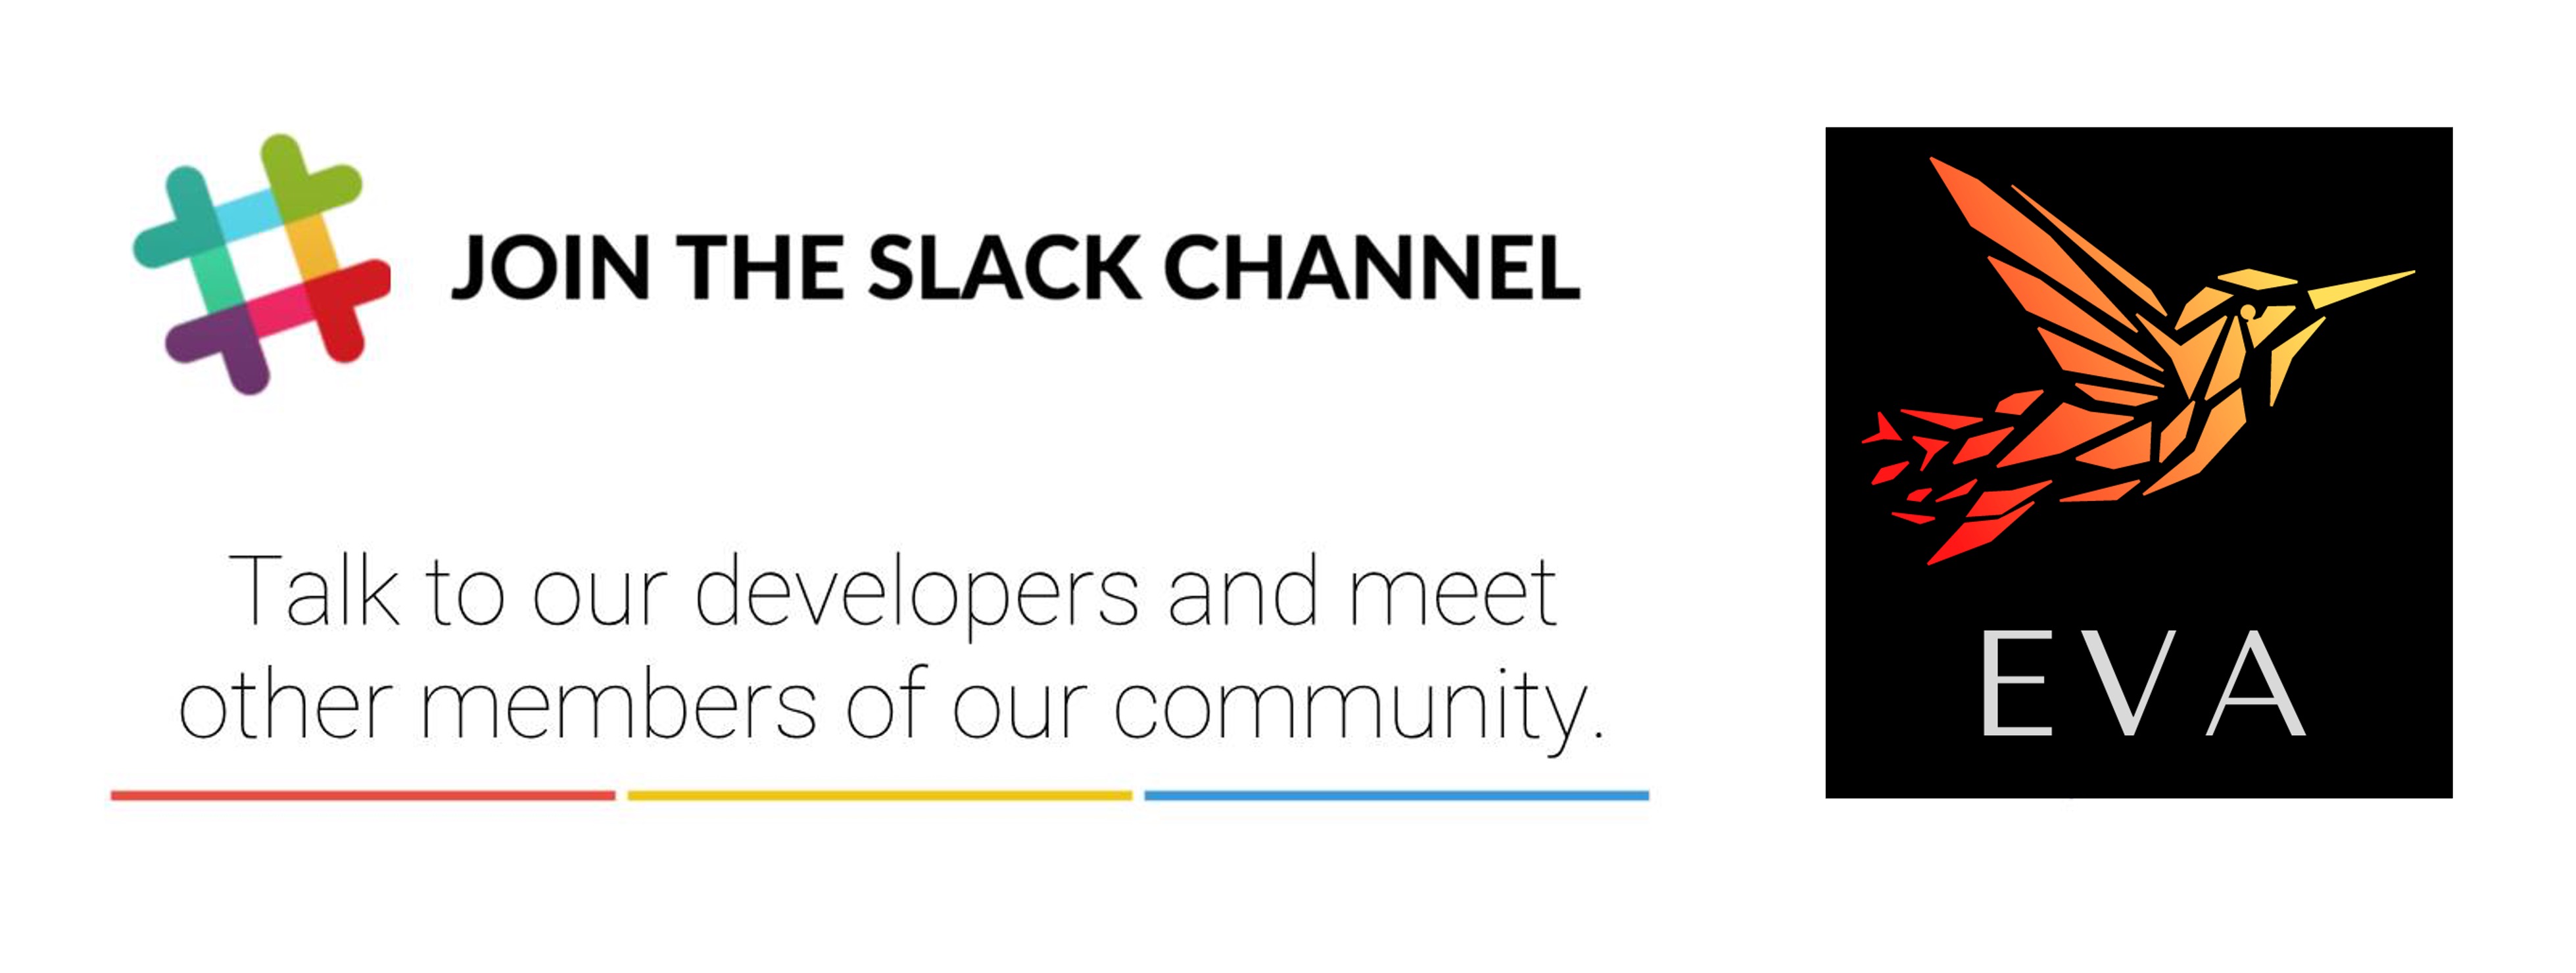 JOIN THE SLACK CHANNEL
Talk to our developers and meet
other members of our community.
EVA